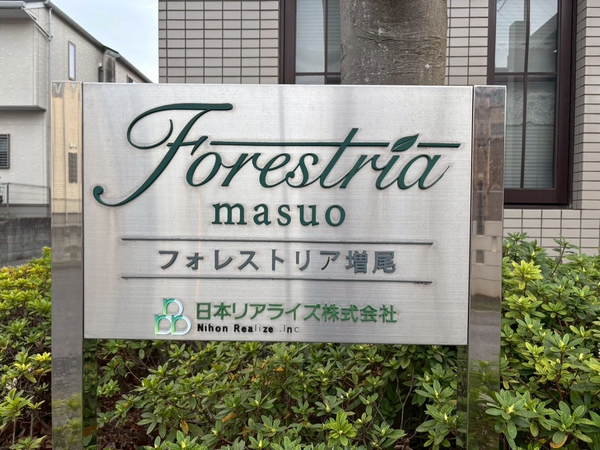 Forestria
masuo
フォレストリア増尾
日本リアライズ株式会社
Nihon Realize .Inc